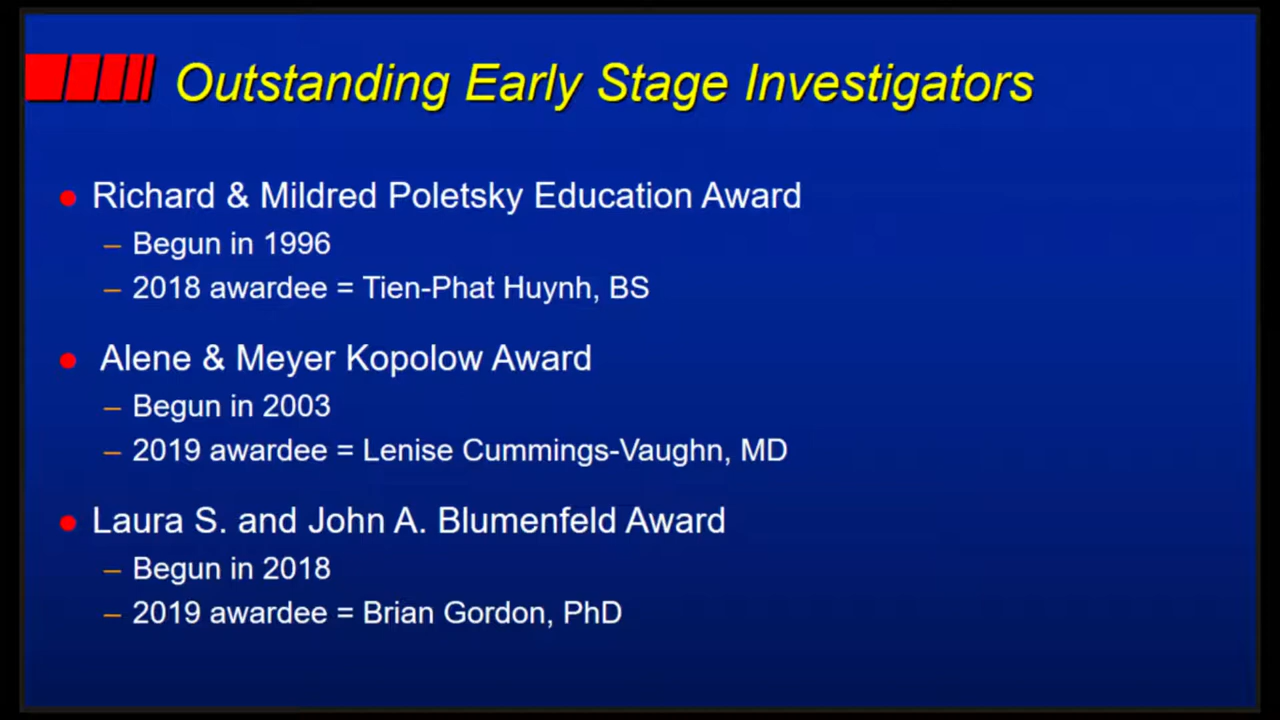 Outstanding Early Stage Investigators
● Richard & Mildred Poletsky Education Award
– Begun in 1996
– 2018 awardee = Tien-Phat Huynh, BS
● Alene & Meyer Kopolow Award
– Begun in 2003
– 2019 awardee = Lenise Cummings-Vaughn, MD
● Laura S. and John A. Blumenfeld Award
– Begun in 2018
– 2019 awardee = Brian Gordon, PhD